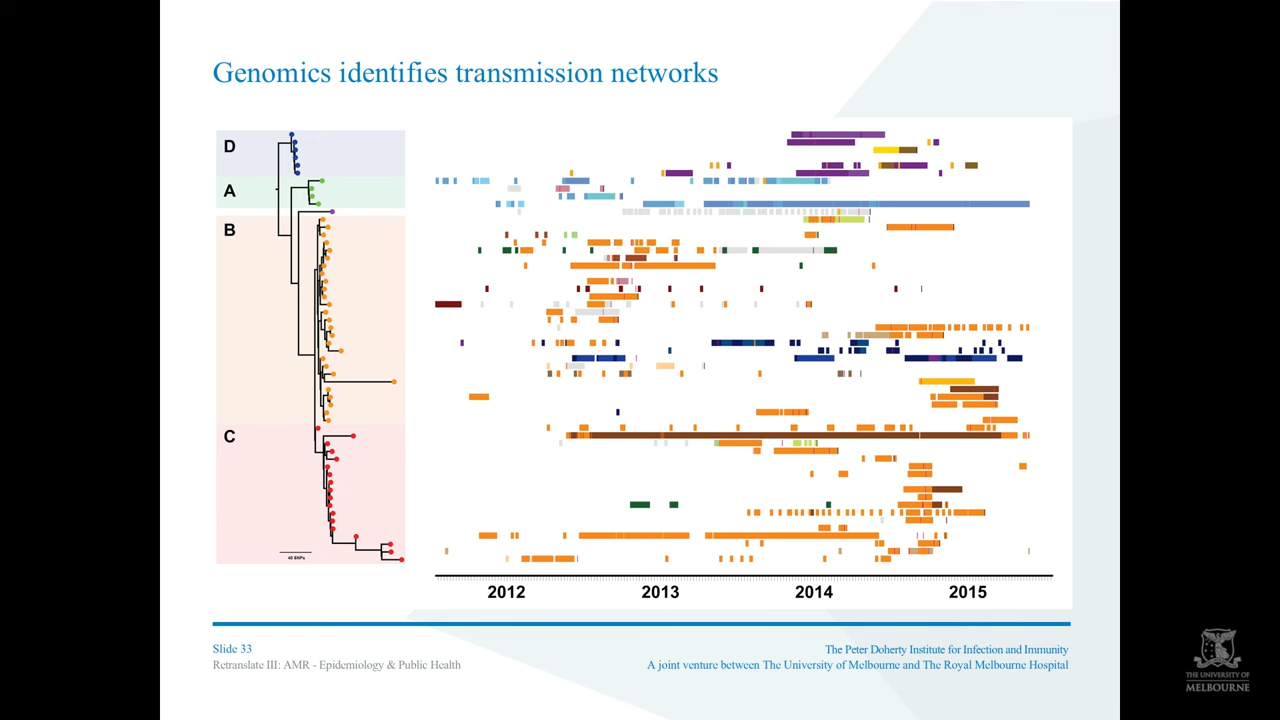 Genomics identifies transmission networks
D
A
B
C
40 SNPs
2012 2013 2014 2015
Slide 33
Retranslate III: AMR - Epidemiology & Public Health
The Peter Doherty Institute for Infection and Immunity
A joint venture between The University of Melbourne and The Royal Melbourne Hospital
THE UNIVERSITY OF
MELBOURNE